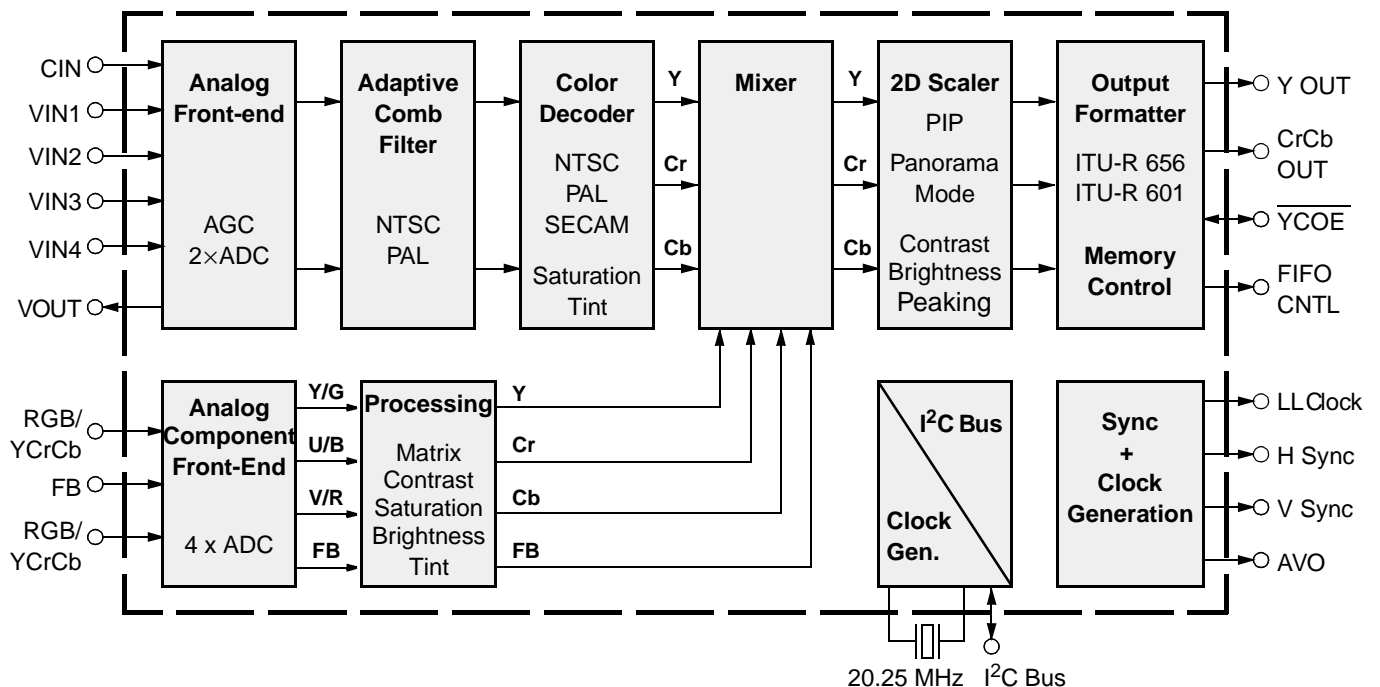 CIN
VIN1
VIN2
VIN3
VIN4
VOUT
Analog
Front-end
AGC
2×ADC
Adaptive
Comb
Filter
NTSC
PAL
Color
Decoder
NTSC
PAL
SECAM
Saturation
Tint
Y
Cr
Cb
Mixer
Y
Cr
Cb
2D Scaler
PIP
Panorama
Mode
Contrast
Brightness
Peaking
Output
Formatter
ITU-R 656
ITU-R 601
Memory
Control
Y OUT
CrCb
OUT
YCOE
FIFO
CNTL
RGB/
YCrCb
FB
RGB/
YCrCb
Analog
Component
Front-End
4 x ADC
Y/G
U/B
V/R
FB
Processing
Matrix
Contrast
Saturation
Brightness
Tint
Y
Cr
Cb
FB
I²C Bus
Clock
Gen.
20.25 MHz
I²C Bus
Sync
+
Clock
Generation
LL Clock
H Sync
V Sync
AVO